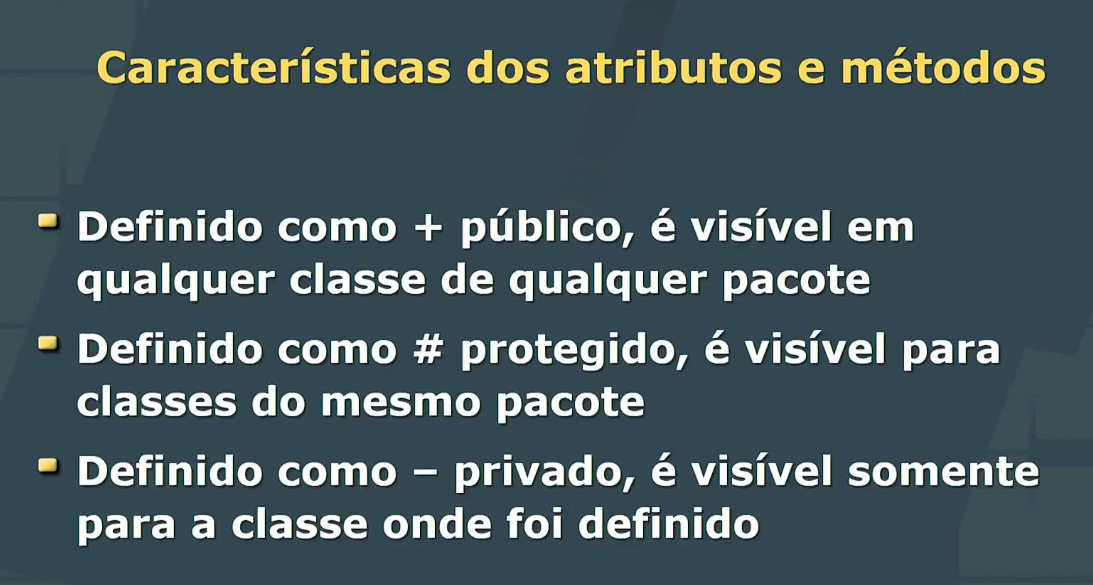 Características dos atributos e métodos
Definido como + público, é visível em
qualquer classe de qualquer pacote
Definido como # protegido, é visível para
classes do mesmo pacote
Definido como – privado, é visível somente
para a classe onde foi definido